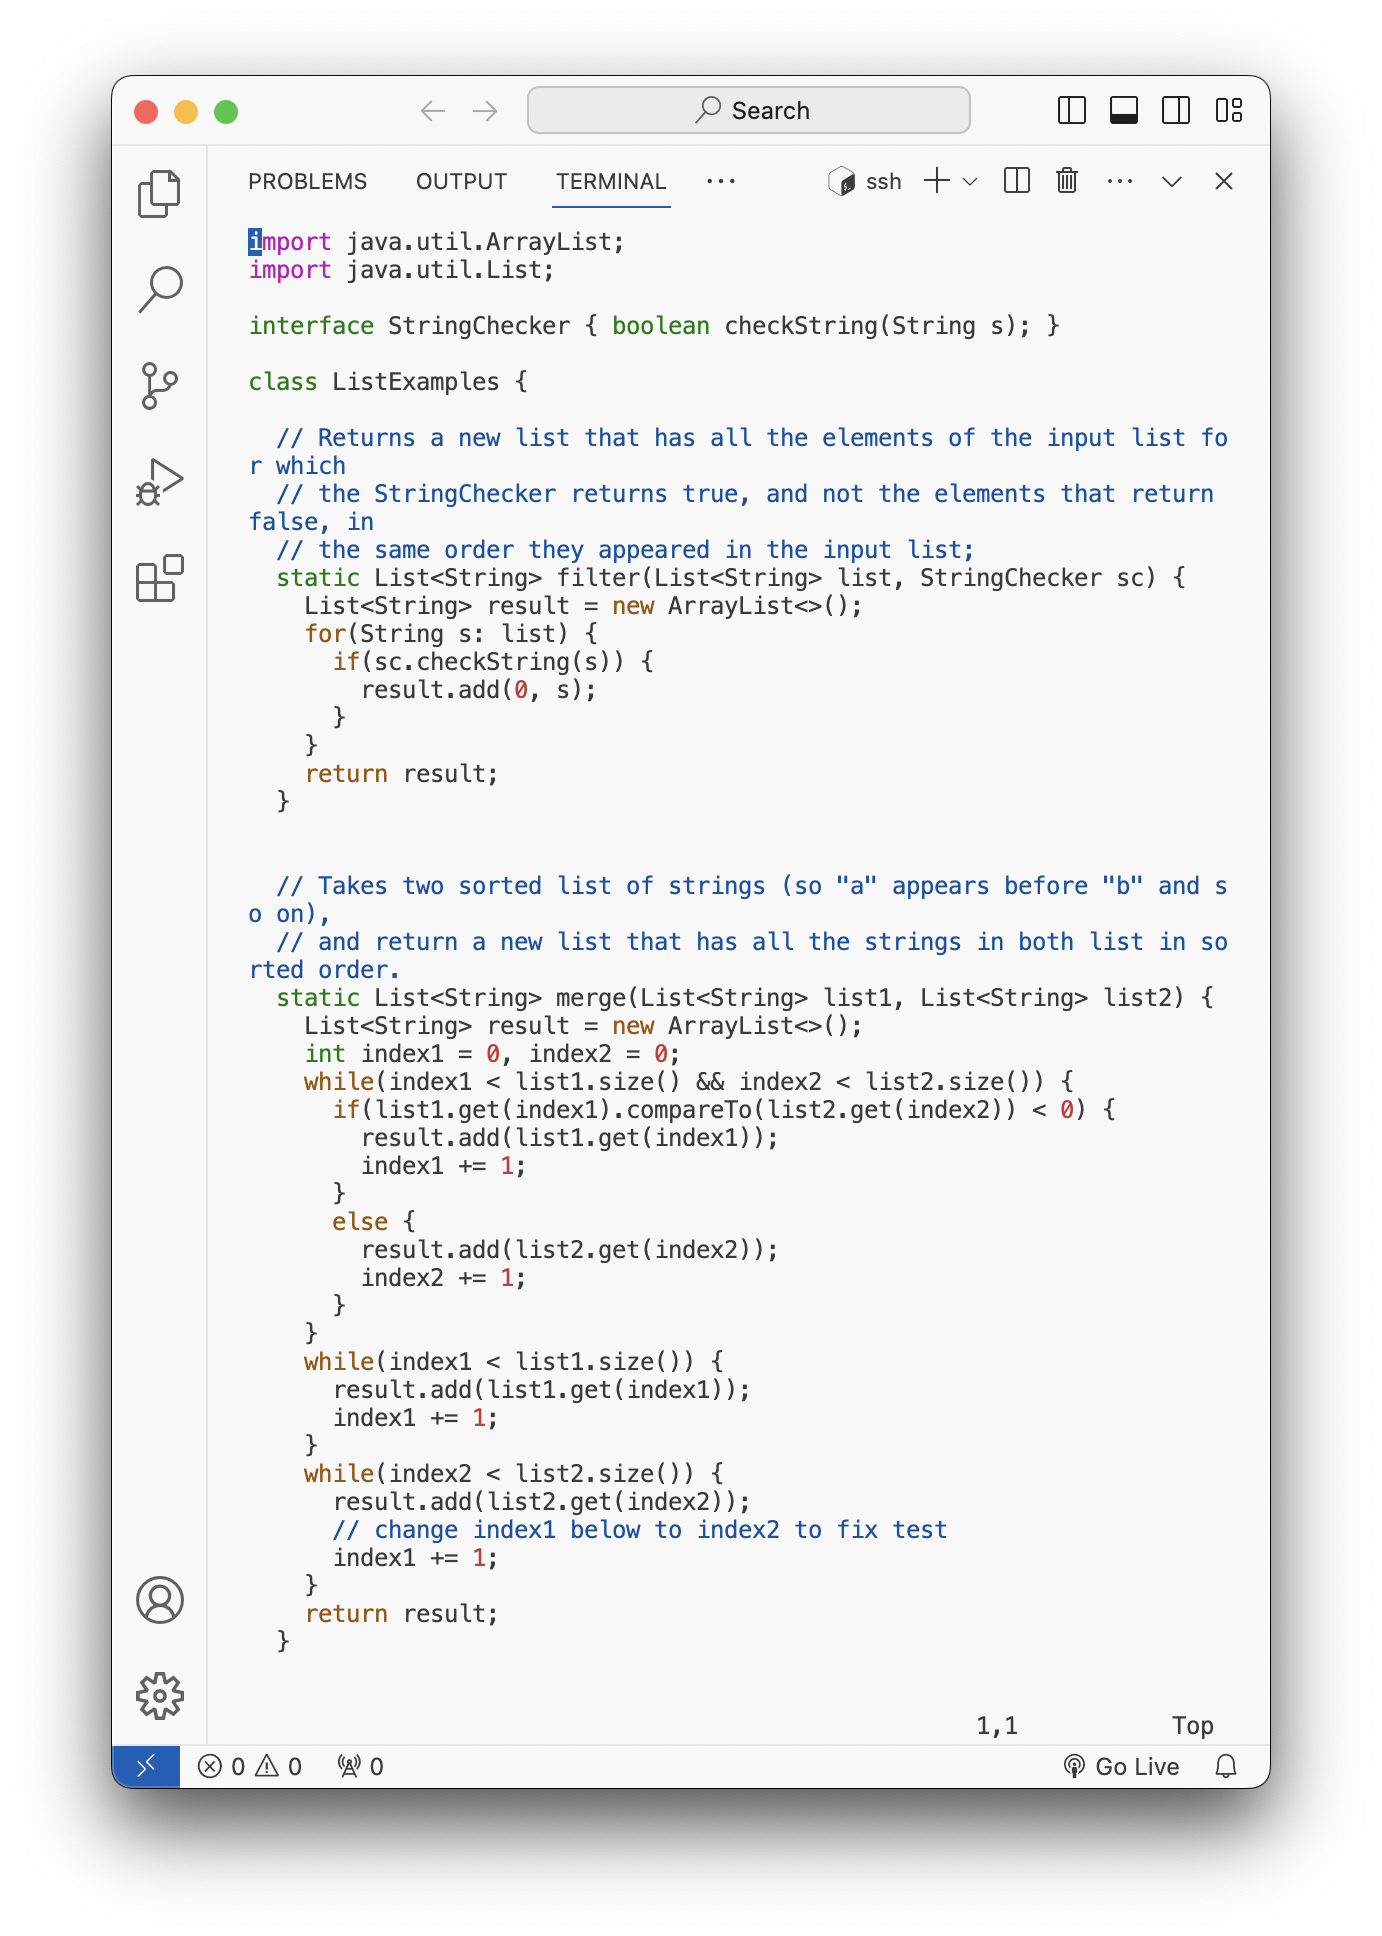 Search
PROBLEMS OUTPUT TERMINAL ··· ssh
import java.util.ArrayList;
import java.util.List;

interface StringChecker { boolean checkString(String s); }

class ListExamples {

  // Returns a new list that has all the elements of the input list fo
r which
  // the StringChecker returns true, and not the elements that return
false, in
  // the same order they appeared in the input list;
  static List<String> filter(List<String> list, StringChecker sc) {
    List<String> result = new ArrayList<>();
    for(String s: list) {
      if(sc.checkString(s)) {
        result.add(0, s);
      }
    }
    return result;
  }


  // Takes two sorted list of strings (so "a" appears before "b" and s
o on),
  // and return a new list that has all the strings in both list in so
rted order.
  static List<String> merge(List<String> list1, List<String> list2) {
    List<String> result = new ArrayList<>();
    int index1 = 0, index2 = 0;
    while(index1 < list1.size() && index2 < list2.size()) {
      if(list1.get(index1).compareTo(list2.get(index2)) < 0) {
        result.add(list1.get(index1));
        index1 += 1;
      }
      else {
        result.add(list2.get(index2));
        index2 += 1;
      }
    }
    while(index1 < list1.size()) {
      result.add(list1.get(index1));
      index1 += 1;
    }
    while(index2 < list2.size()) {
      result.add(list2.get(index2));
      // change index1 below to index2 to fix test
      index1 += 1;
    }
    return result;
  }

1,1 Top
0 0 0 Go Live